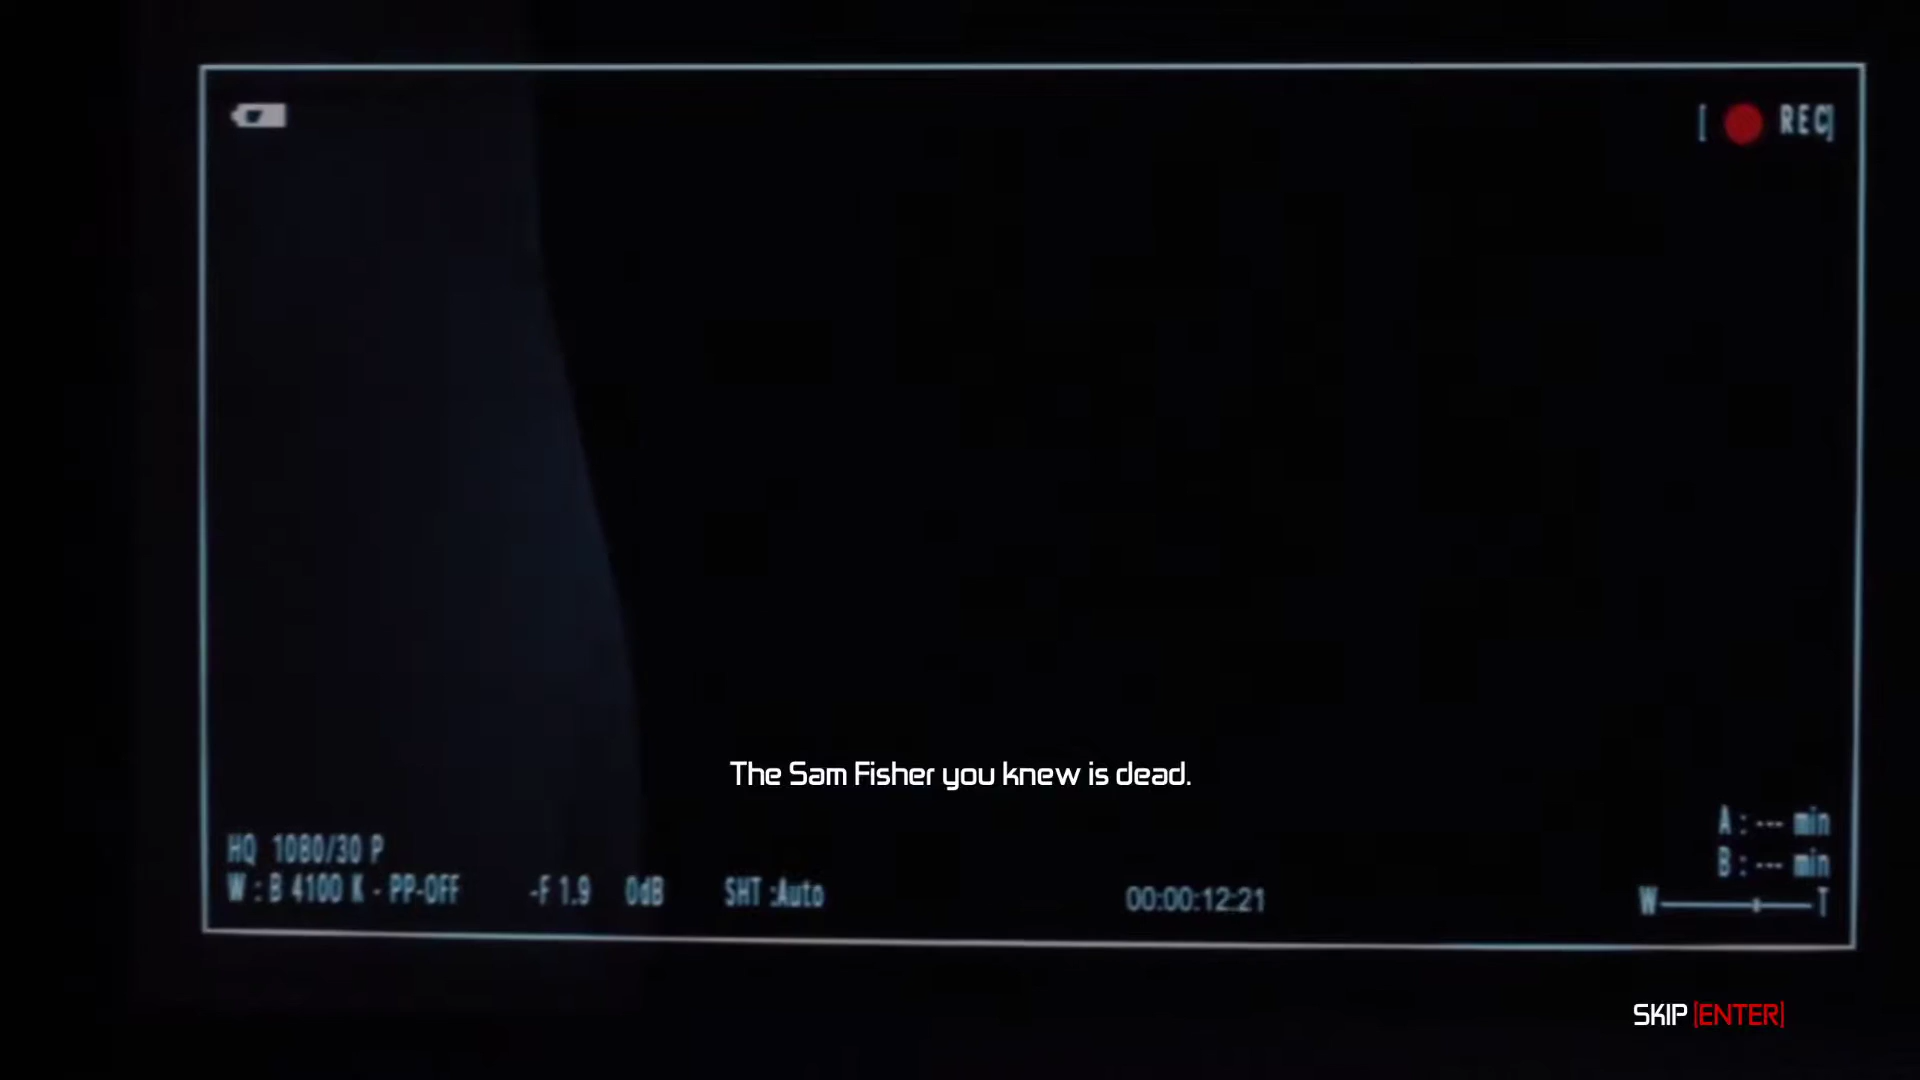 [ REC]
The Sam Fisher you knew is dead.
A : --- min
HQ 1080/30 P
B : --- min
W : B 4100 K - PP-OFF -F 1.9 0dB SHT :Auto 00:00:12:21
W T
SKIP [ENTER]